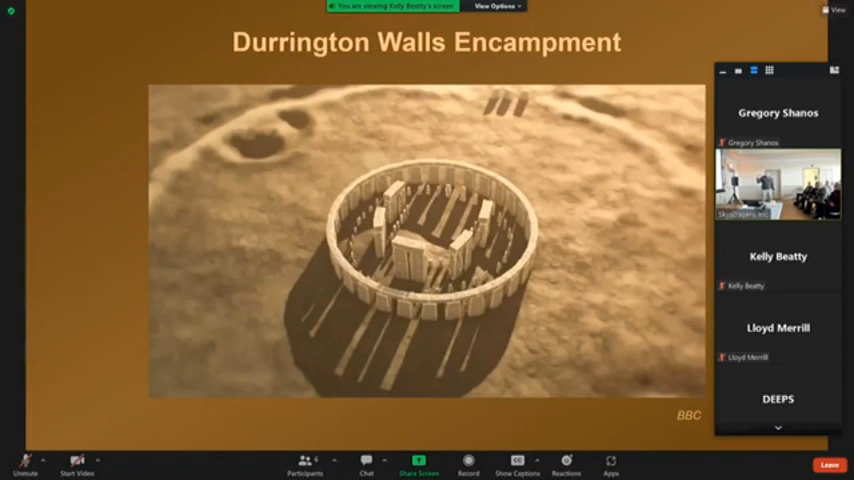 You are viewing Kelly Beatty's screen
View Options
View
Durrington Walls Encampment
BBC
Gregory Shanos
Gregory Shanos
Skyscrapers, Inc.
Kelly Beatty
Kelly Beatty
Lloyd Merrill
Lloyd Merrill
DEEPS
Unmute
Start Video
Participants
6
Chat
Share Screen
Record
Show Captions
Reactions
Apps
Leave